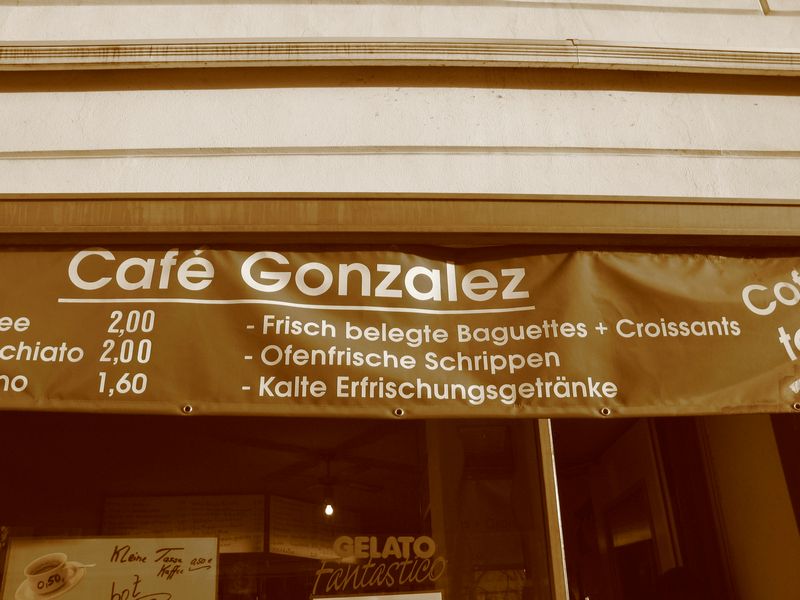 Café Gonzalez
ee 2,00
chiato 2,00
no 1,60
- Frisch belegte Baguettes + Croissants
- Ofenfrische Schrippen
- Kalte Erfrischungsgetränke
Cof
te
GELATO
Fantastico
0,50
Kleine Tasse 0,50 €
Kaffee